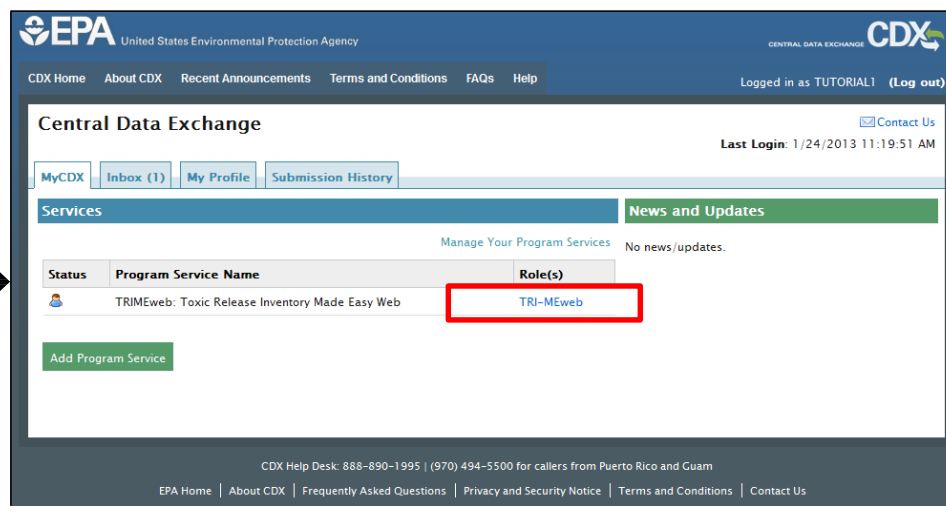 EPA United States Environmental Protection Agency
CENTRAL DATA EXCHANGE CDX
CDX Home About CDX Recent Announcements Terms and Conditions FAQs Help
Logged in as TUTORIAL1 (Log out)
Central Data Exchange
Contact Us
Last Login: 1/24/2013 11:19:51 AM
MyCDX Inbox (1) My Profile Submission History
Services
News and Updates
Manage Your Program Services
No news/updates.
Status Program Service Name Role(s)
TRIMEweb: Toxic Release Inventory Made Easy Web TRI-MEweb
Add Program Service
CDX Help Desk: 888-890-1995 | (970) 494-5500 for callers from Puerto Rico and Guam
EPA Home | About CDX | Frequently Asked Questions | Privacy and Security Notice | Terms and Conditions | Contact Us